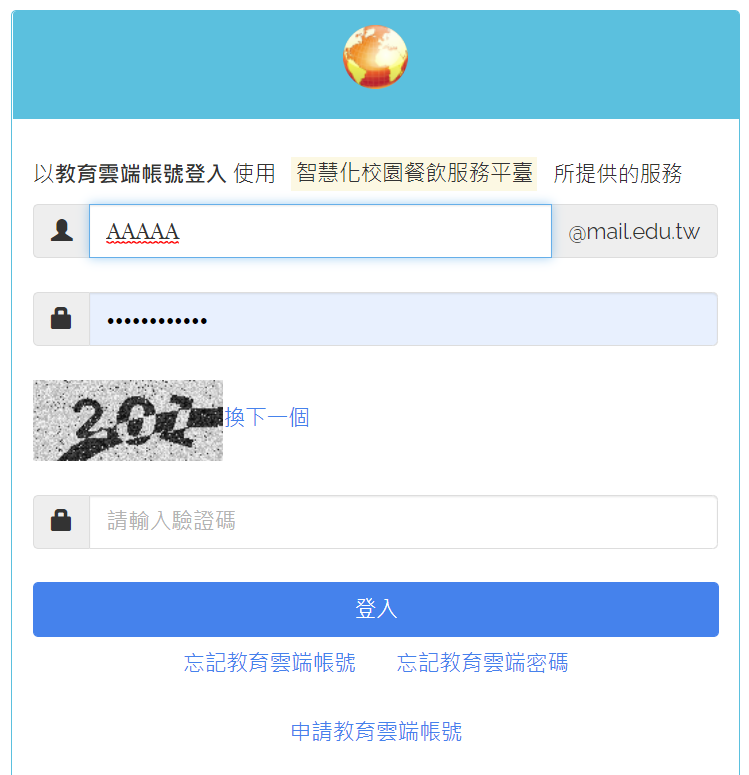 以教育雲端帳號登入 使用 智慧化校園餐飲服務平臺 所提供的服務
AAAAA @mail.edu.tw
••••••••••••
換下一個
請輸入驗證碼
登入
忘記教育雲端帳號 忘記教育雲端密碼
申請教育雲端帳號